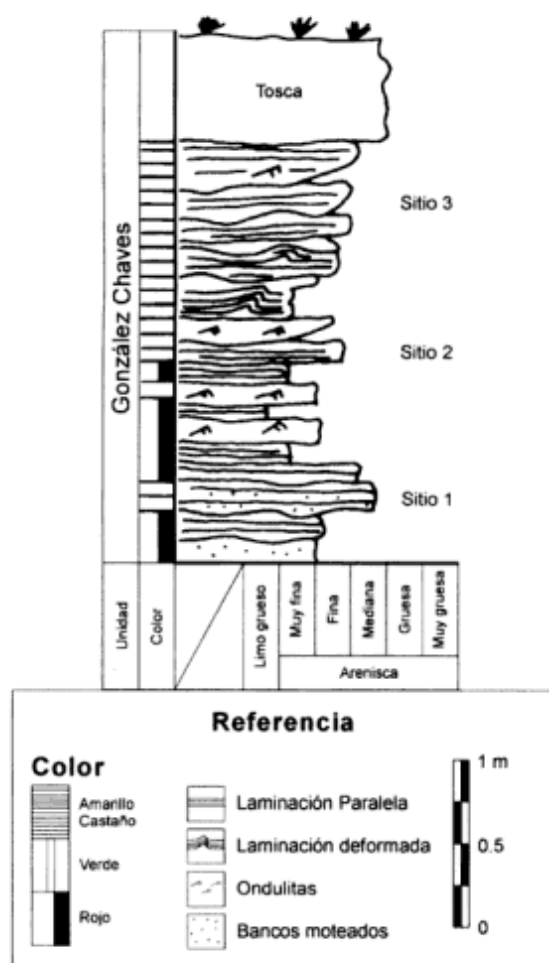 Tosca
Sitio 3
González Chaves
Sitio 2
Sitio 1
Unidad
Color
Limo grueso
Muy fina
Fina
Mediana
Gruesa
Muy gruesa
Arenisca
Referencia
Color
Amarillo
Castaño
Verde
Rojo
Laminación Paralela
Laminación deformada
Ondulitas
Bancos moteados
1 m
0.5
0